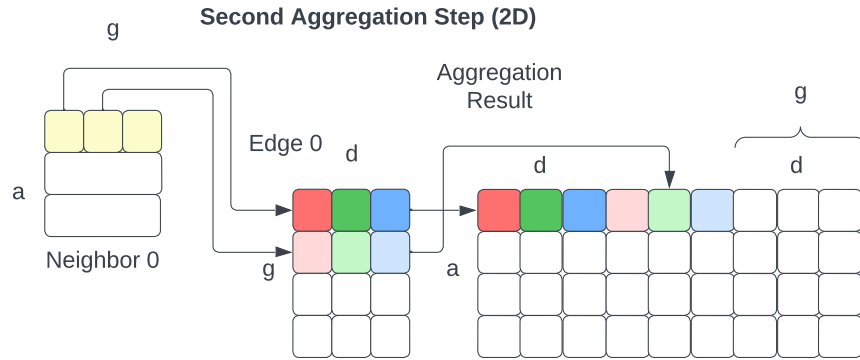 Second Aggregation Step (2D)
g
Aggregation
Result
g
Edge 0
d
d
d
a
Neighbor 0
g
a